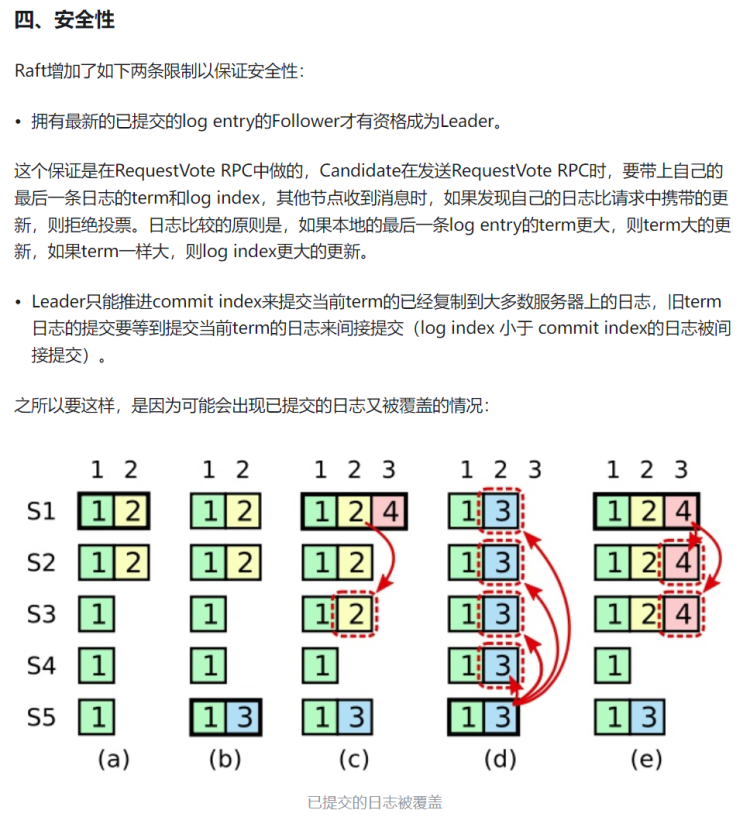 四、安全性
Raft增加了如下两条限制以保证安全性：
• 拥有最新的已提交的log entry的Follower才有资格成为Leader。
这个保证是在RequestVote RPC中做的，Candidate在发送RequestVote RPC时，要带上自己的
最后一条日志的term和log index，其他节点收到消息时，如果发现自己的日志比请求中携带的更
新，则拒绝投票。日志比较的原则是，如果本地的最后一条log entry的term更大，则term大的更
新，如果term一样大，则log index更大的更新。
• Leader只能推进commit index来提交当前term的已经复制到大多数服务器上的日志，旧term
日志的提交要等到提交当前term的日志来间接提交（log index 小于 commit index的日志被间
接提交）。
之所以要这样，是因为可能会出现已提交的日志又被覆盖的情况：
1 2 1 2 1 2 3 1 2 3 1 2 3
S1 1 2 1 2 1 2 4 1 3 1 2 4
S2 1 2 1 2 1 2 1 3 1 2 4
S3 1 1 1 2 1 3 1 2 4
S4 1 1 1 1 3 1
S5 1 1 3 1 3 1 3 1 3
(a) (b) (c) (d) (e)
已提交的日志被覆盖